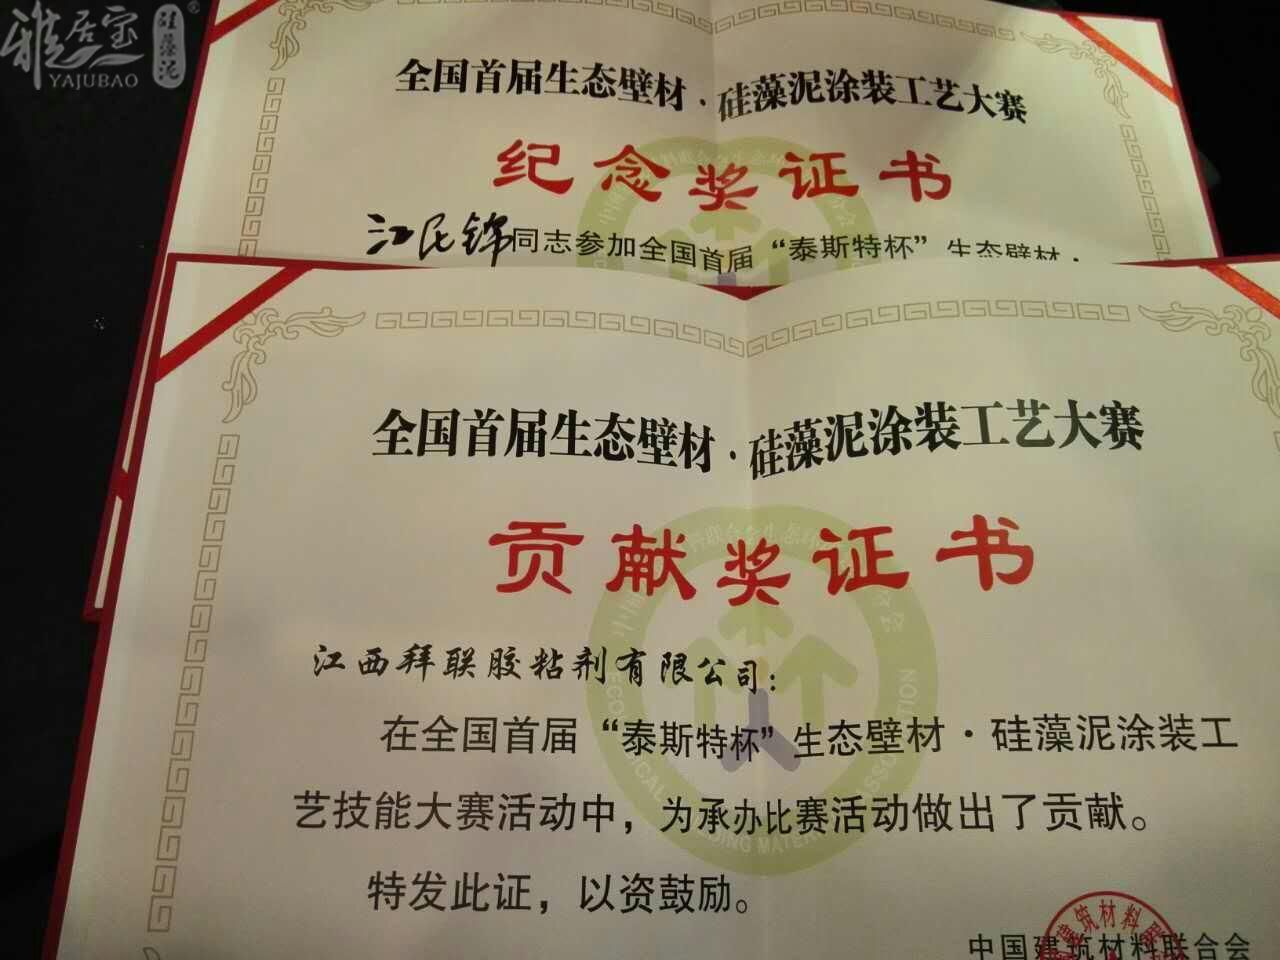 雅居宝
YAJUBAO
硅藻泥
全国首届生态壁材·硅藻泥涂装工艺大赛
纪念奖证书
江民锦同志参加全国首届“泰斯特杯”生态壁材·
全国首届生态壁材·硅藻泥涂装工艺大赛
贡献奖证书
江西拜联胶粘剂有限公司：
在全国首届“泰斯特杯”生态壁材·硅藻泥涂装工
艺技能大赛活动中，为承办比赛活动做出了贡献。
特发此证，以资鼓励。
中国建筑材料联合会